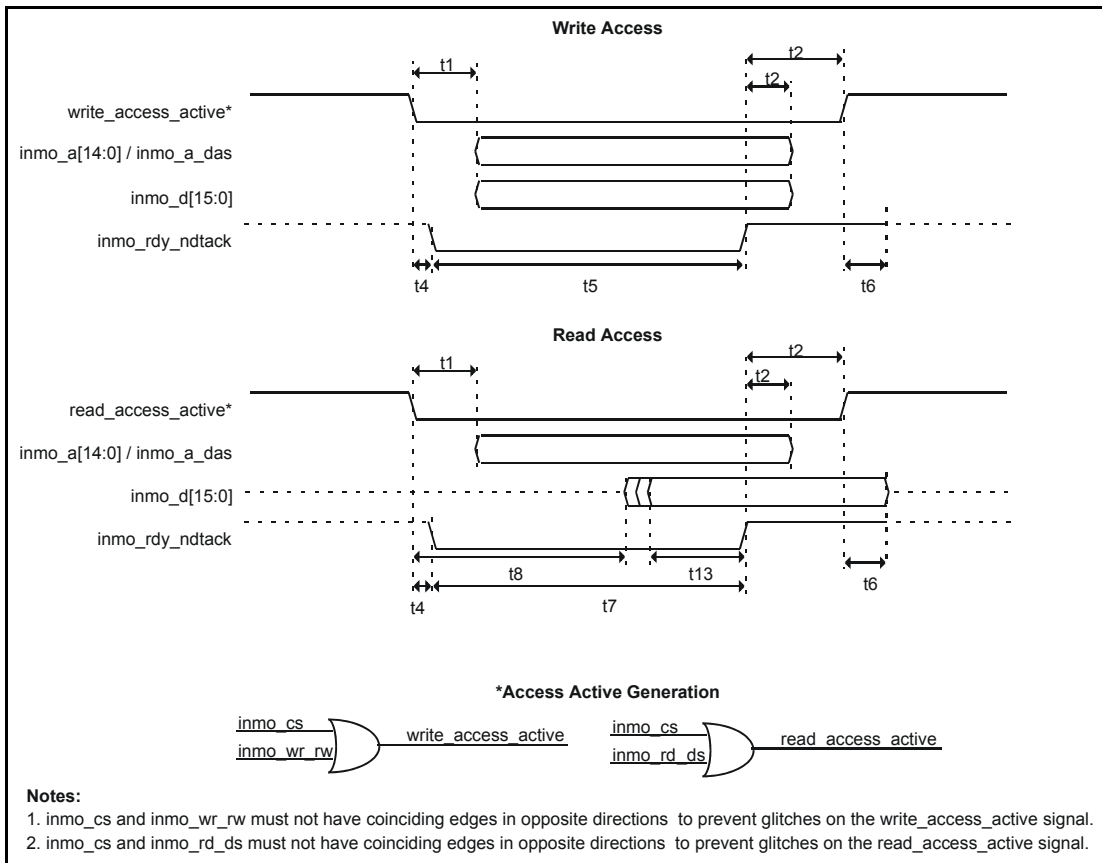 Write Access
t2
t1
t2
write_access_active*
inmo_a[14:0] / inmo_a_das
inmo_d[15:0]
inmo_rdy_ndtack
t4
t5
t6
Read Access
t2
t1
t2
read_access_active*
inmo_a[14:0] / inmo_a_das
inmo_d[15:0]
inmo_rdy_ndtack
t8
t13
t6
t4
t7
*Access Active Generation
inmo_cs
write_access_active
inmo_wr_rw
inmo_cs
read_access_active
inmo_rd_ds
Notes:
1. inmo_cs and inmo_wr_rw must not have coinciding edges in opposite directions to prevent glitches on the write_access_active signal.
2. inmo_cs and inmo_rd_ds must not have coinciding edges in opposite directions to prevent glitches on the read_access_active signal.